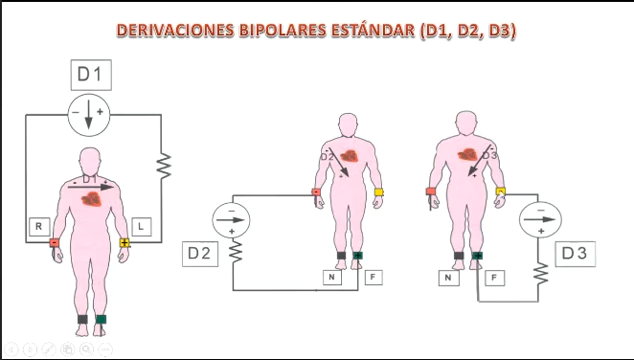 DERIVACIONES BIPOLARES ESTÁNDAR (D1, D2, D3)
D1
− +
D1
- +
R L
- +
D2
-
+
-
+
−
+
D2
N F
D3
-
+
-
-
+
−
+
D3
N F